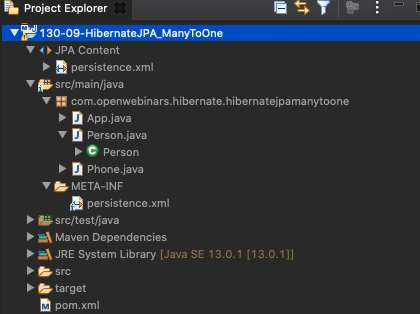 Project Explorer
130-09-HibernateJPA_ManyToOne
JPA Content
persistence.xml
src/main/java
com.openwebinars.hibernate.hibernatejpamanytoone
App.java
Person.java
Person
Phone.java
META-INF
persistence.xml
src/test/java
Maven Dependencies
JRE System Library [Java SE 13.0.1 [13.0.1]]
src
target
pom.xml